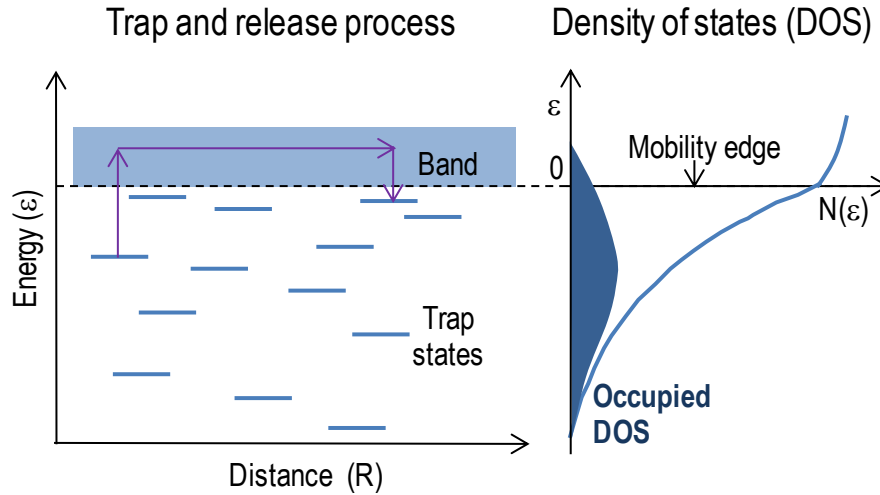 Trap and release process
Density of states (DOS)
Energy (ε)
Band
Trap
states
Distance (R)
ε
0
Mobility edge
N(ε)
Occupied
DOS